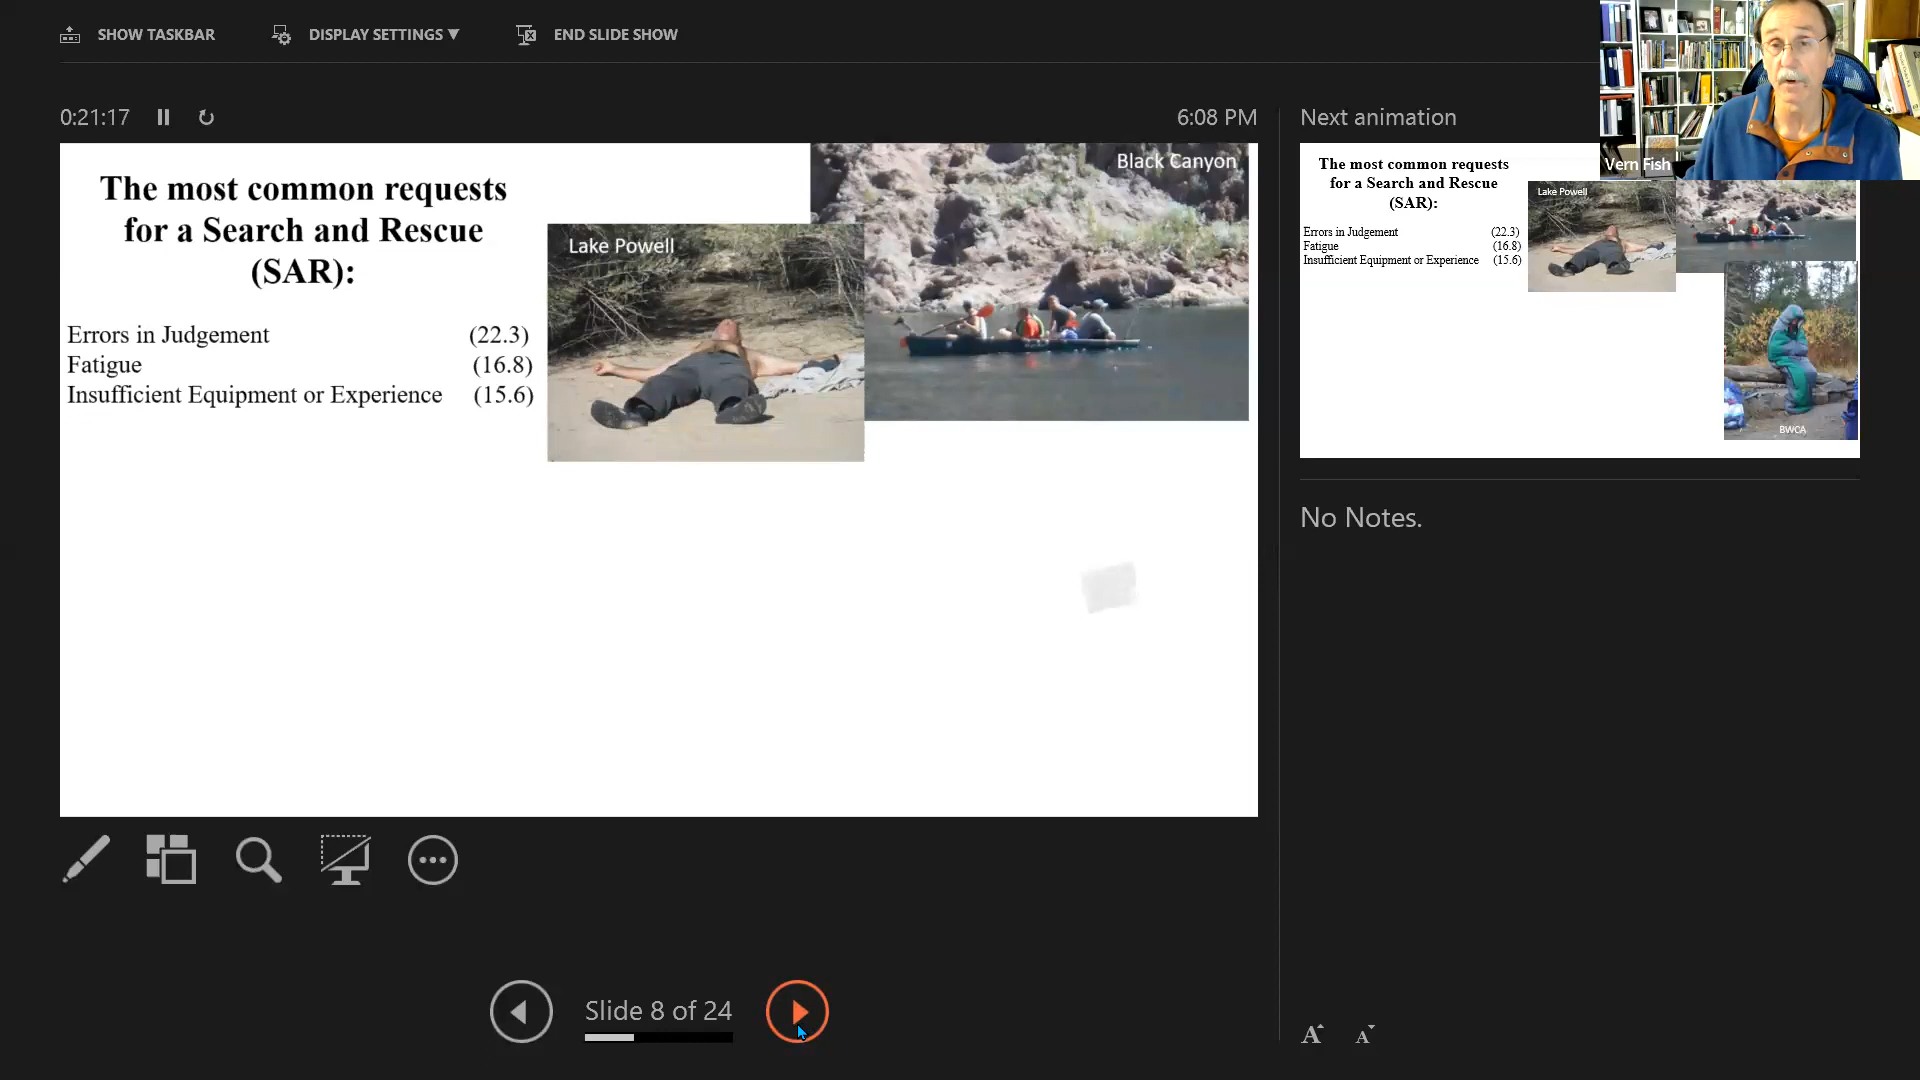 SHOW TASKBAR
DISPLAY SETTINGS ▼
END SLIDE SHOW
0:21:17
6:08 PM
The most common requests
for a Search and Rescue
(SAR):
Errors in Judgement (22.3)
Fatigue (16.8)
Insufficient Equipment or Experience (15.6)
Lake Powell
Black Canyon
Slide 8 of 24
Next animation
The most common requests
for a Search and Rescue
(SAR):
Errors in Judgement (22.3)
Fatigue (16.8)
Insufficient Equipment or Experience (15.6)
Lake Powell
BWCA
Vern Fish
No Notes.
A
A